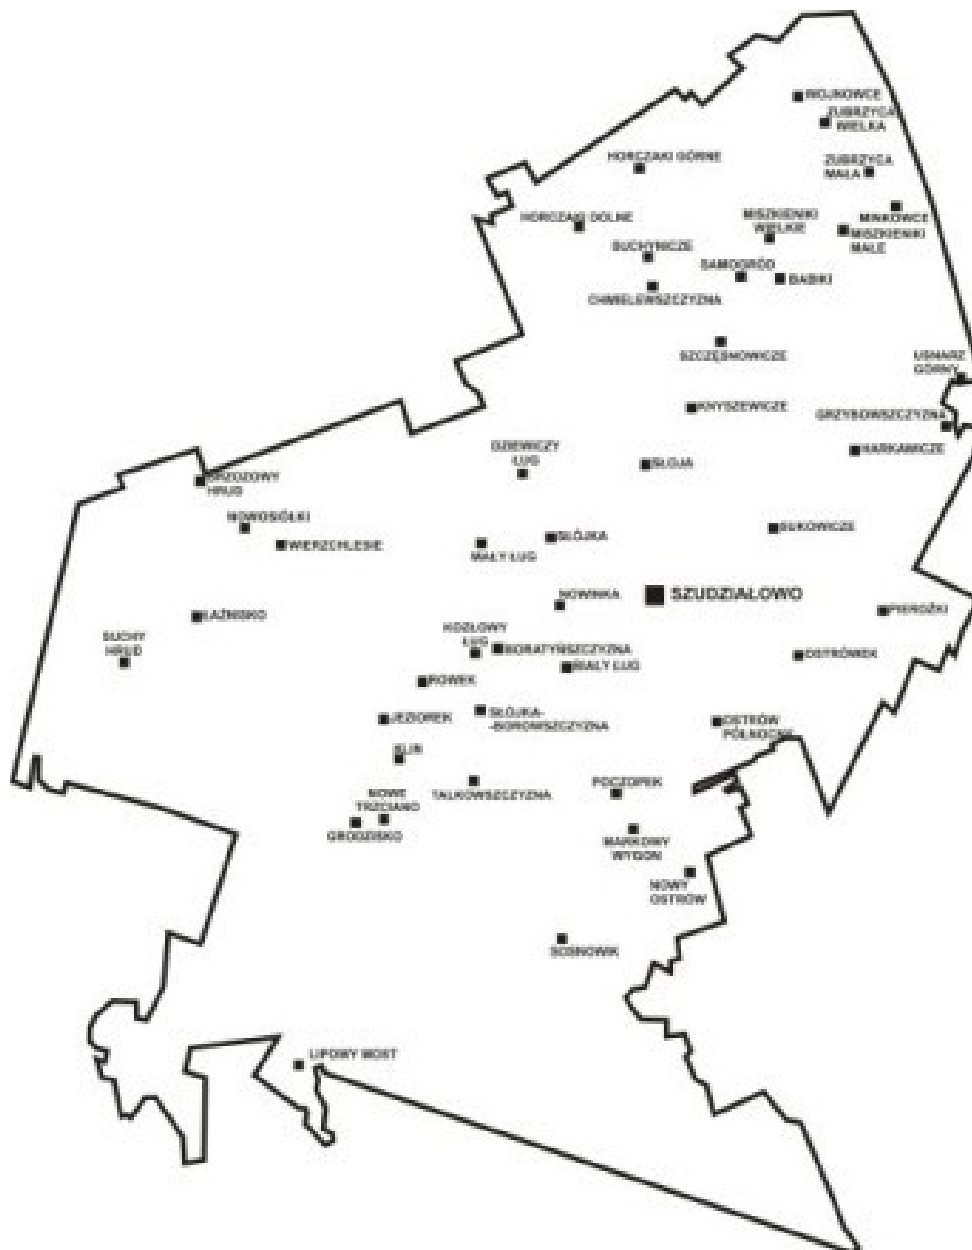 WOJNOWCE
ZUBRZYCA
WIELKA
HORCZAKI GÓRNE
ZUBRZYCA
MAŁA
HORCZAKI DOLNE
MISZKIENIKI
WIELKIE
MINKOWCE
MISZKIENIKI
MAŁE
SUCHYNICZE
SAMOGRÓD
BABIKI
CHMIELEWSZCZYZNA
SZCZĘSNOWICZE
USNARZ
GÓRNY
KNYSZEWICZE
GRZYBOWSZCZYZNA
DZIEWICZY
ŁUG
SŁOJA
HARKAWICZE
BRZOZOWY
HRUD
NOWOSIÓŁKI
WIERZCHLESIE
MAŁY ŁUG
SŁÓJKA
BUKOWICZE
NOWINKA
SZUDZIAŁOWO
PIEROŻKI
ŁAŹNISKO
SUCHY
HRUD
KOZŁOWY
ŁUG
BORATYŃSZCZYZNA
BIAŁY ŁUG
OSTRÓWEK
ROWEK
JEZIOREK
SŁÓJKA-
-BOROWSZCZYZNA
OSTRÓW
PÓŁNOCNY
KLIN
TALKOWSZCZYZNA
POCZOPEK
NOWE
TRZCIANO
GRODZISKO
MARKOWY
WYGON
NOWY
OSTRÓW
SOSNOWIK
LIPOWY MOST